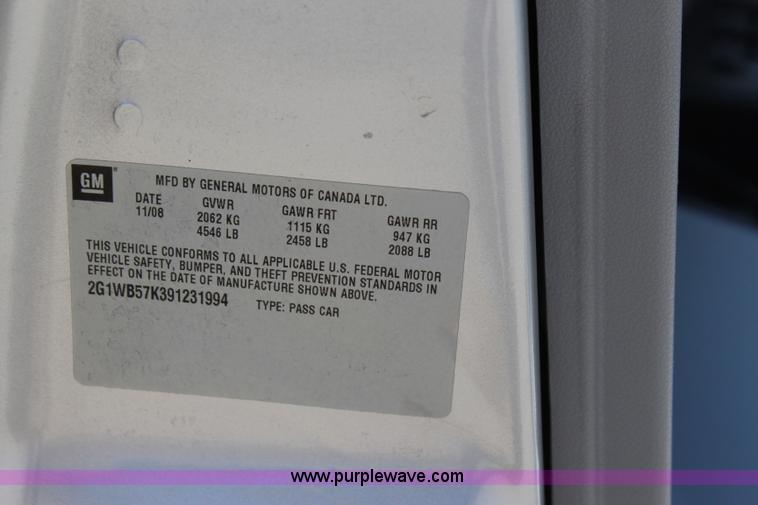 GM
MFD BY GENERAL MOTORS OF CANADA LTD.
DATE GVWR GAWR FRT GAWR RR
11/08 2062 KG 1115 KG 947 KG
4546 LB 2458 LB 2088 LB
THIS VEHICLE CONFORMS TO ALL APPLICABLE U.S. FEDERAL MOTOR
VEHICLE SAFETY, BUMPER, AND THEFT PREVENTION STANDARDS IN
EFFECT ON THE DATE OF MANUFACTURE SHOWN ABOVE.
2G1WB57K391231994 TYPE: PASS CAR
www.purplewave.com